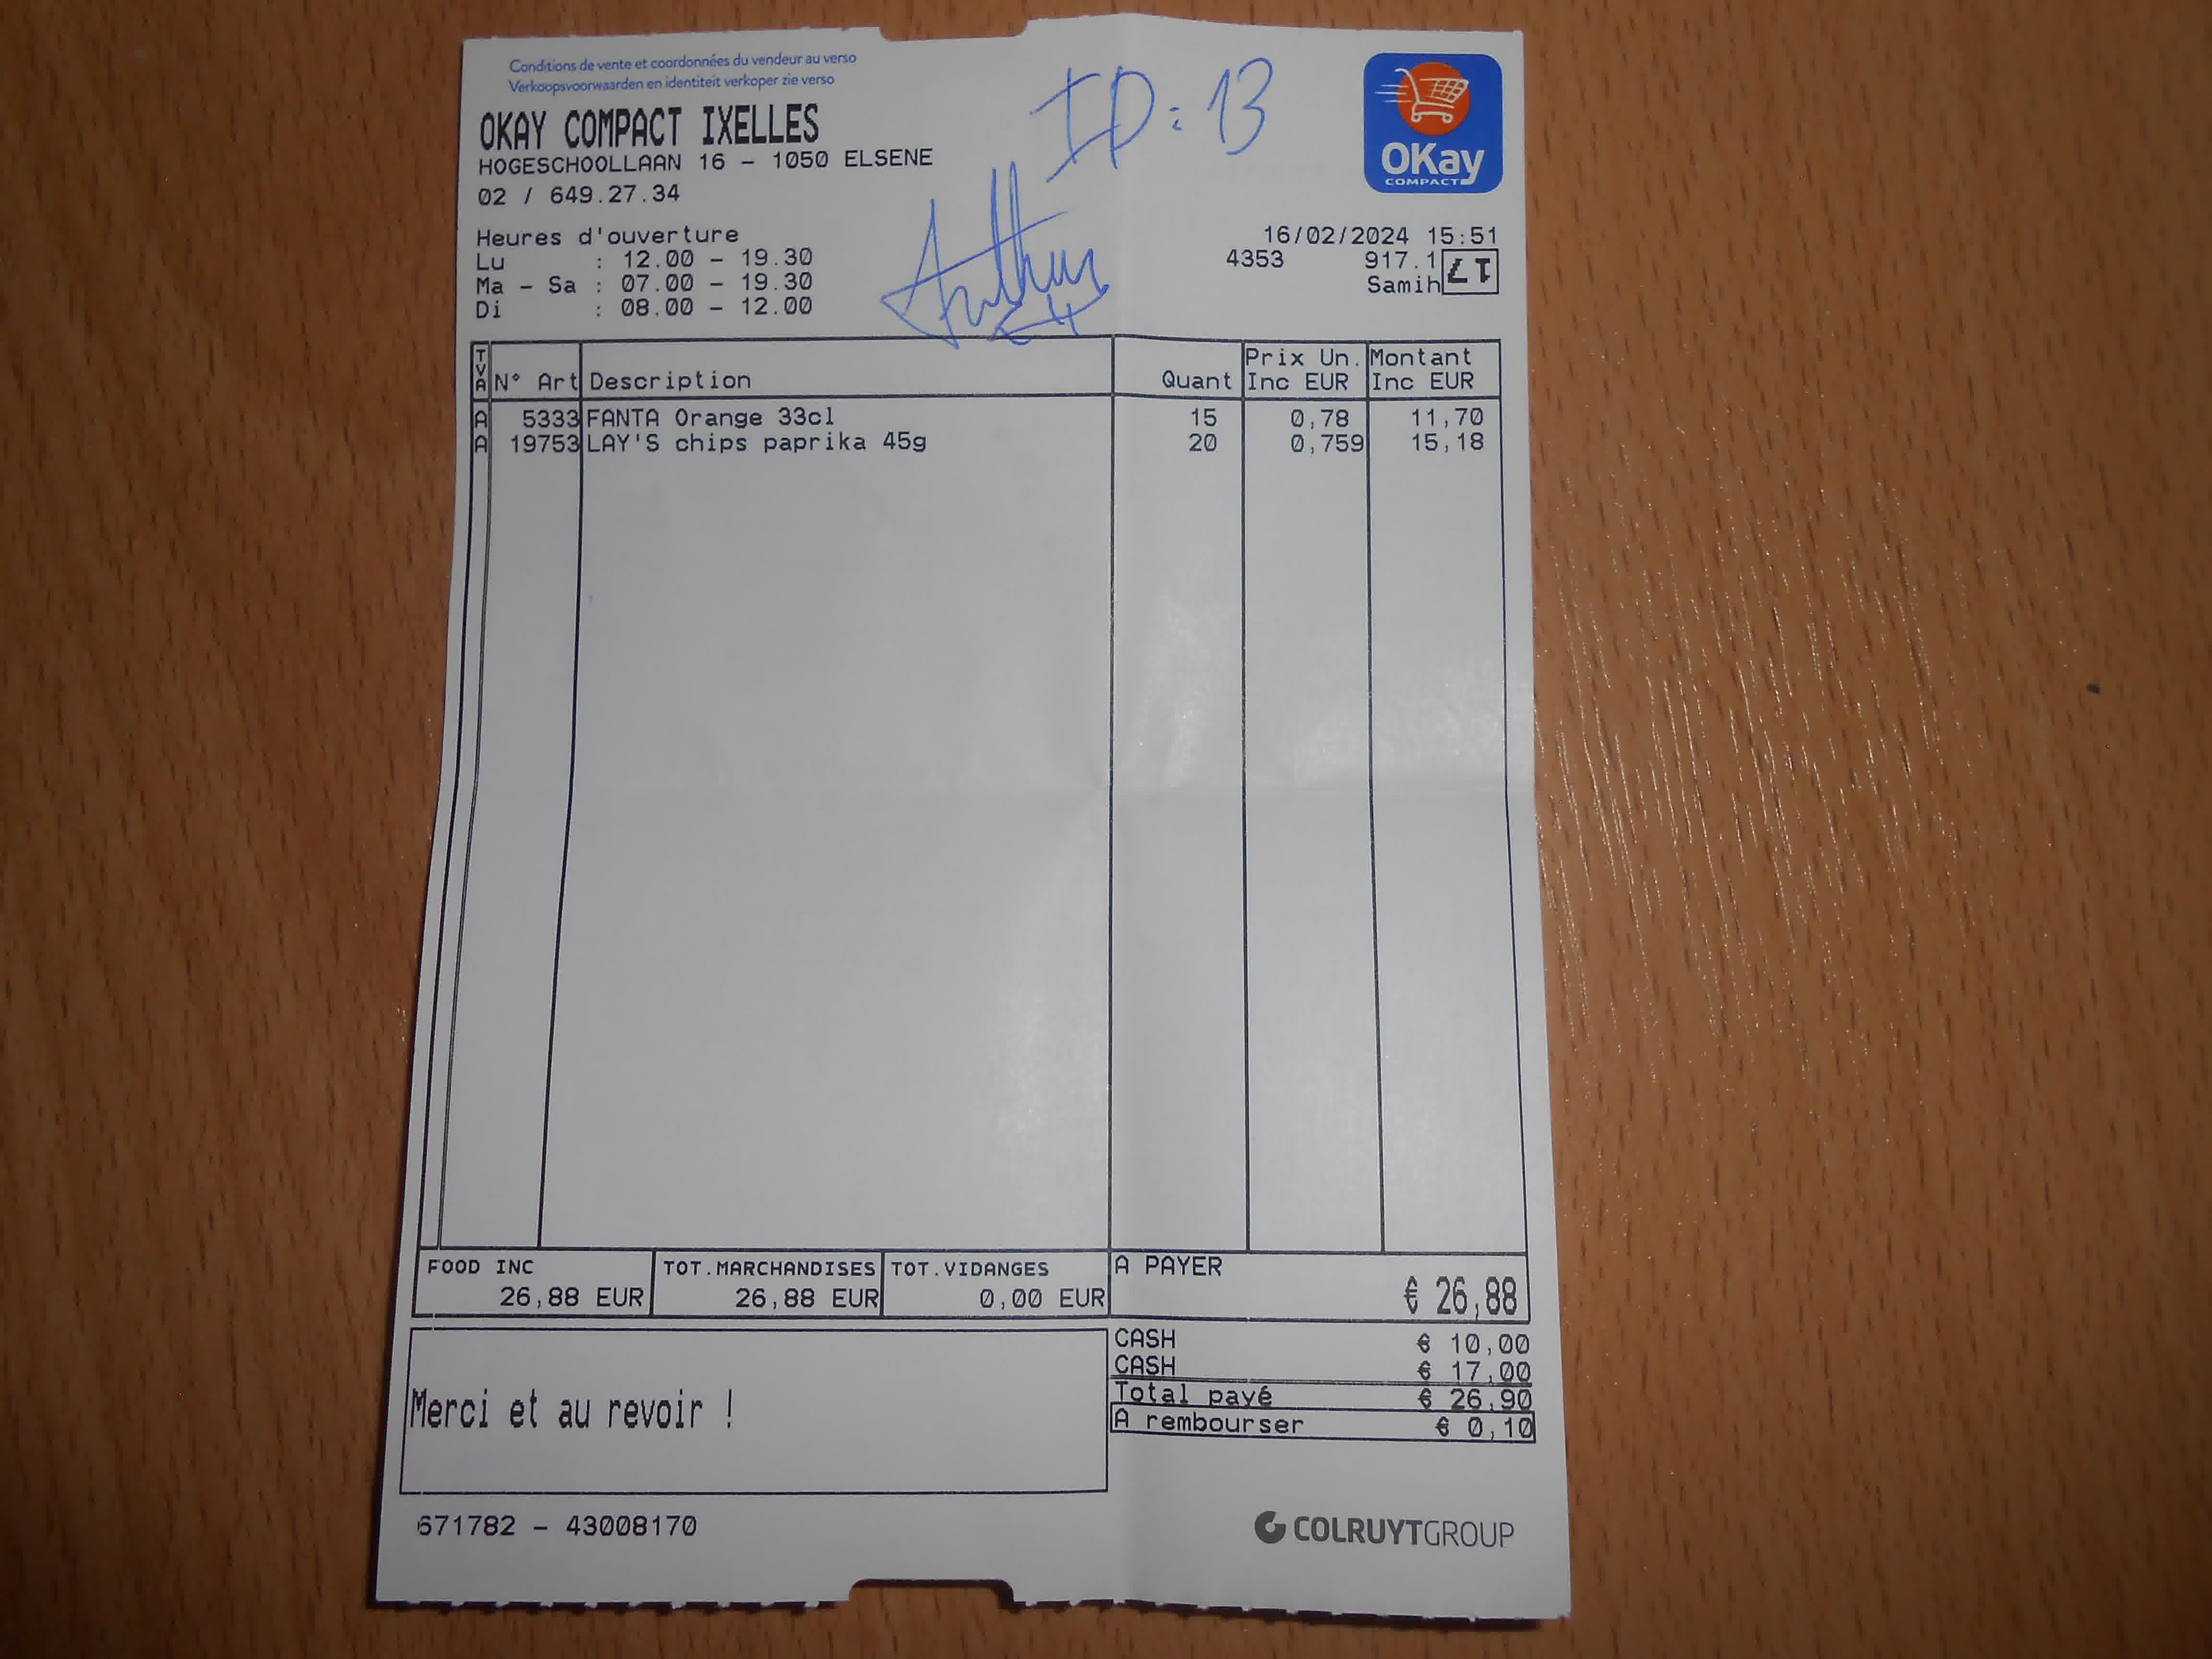 Conditions de vente et coordonnées du vendeur au verso
Verkoopsvoorwaarden en identiteit verkoper zie verso
OKAY COMPACT IXELLES
HOGESCHOOLLAAN 16 - 1050 ELSENE
02 / 649.27.34
ID: 13
Arthur
OKay
COMPACT
Heures d'ouverture
Lu : 12.00 - 19.30
Ma - Sa : 07.00 - 19.30
Di : 08.00 - 12.00
16/02/2024 15:51
4353 917.1
Samih
17
TVA N° Art Description Quant Prix Un. Inc EUR Montant Inc EUR
A 5333 FANTA Orange 33cl 15 0,78 11,70
A 19753 LAY'S chips paprika 45g 20 0,759 15,18
FOOD INC TOT.MARCHANDISES TOT.VIDANGES A PAYER
26,88 EUR 26,88 EUR 0,00 EUR € 26,88
CASH € 10,00
CASH € 17,00
Total payé € 26,90
A rembourser € 0,10
Merci et au revoir !
671782 - 43008170
COLRUYTGROUP